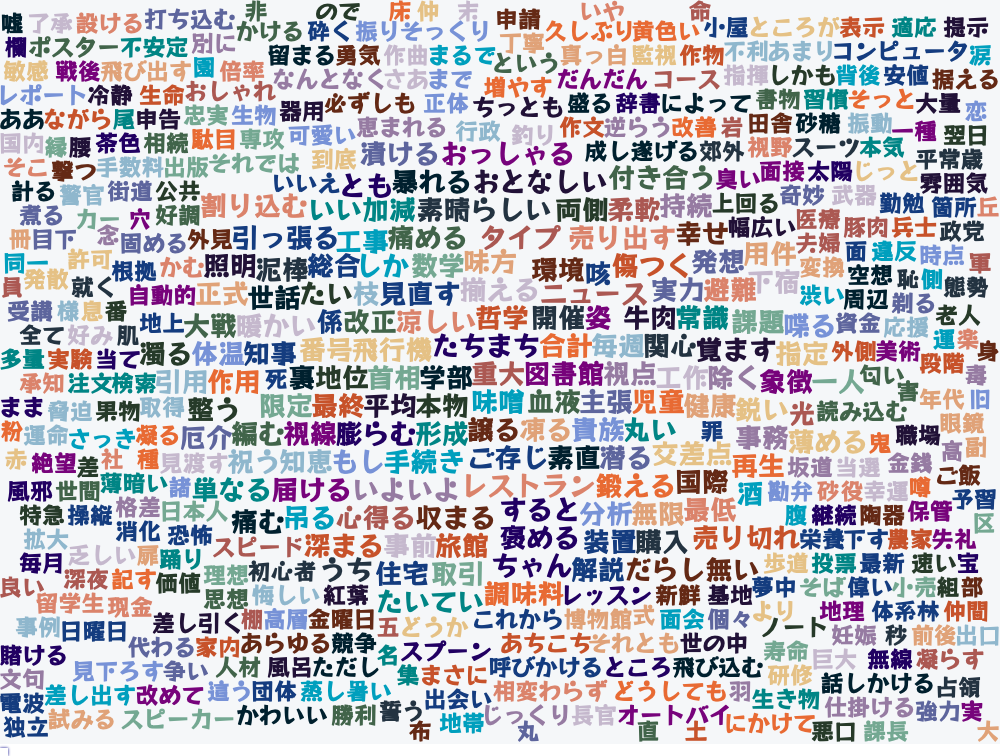 非 ので 床 仲 末 いや 命
嘘 了承 設ける 打ち込む かける 砕く 振り そっくり 申請 久しぶり 黄色い 小屋 ところが 表示 適応 提示
欄 ポスター 不安定 別に 留まる 勇気 作曲 まるで 丁寧 という 真っ白 監視 作物 不利 あまり コンピュータ 涙
敏感 戦後 飛び出す 園 倍率 なんとなく さあ まで 増やす だんだん コース 指揮 しかも 背後 安値 据える
レポート 冷静 生命 おしゃれ 器用 必ずしも 正体 ちっとも 盛る 辞書 によって 書物 習慣 そっと 大量 恋
ああ ながら 尾 申告 忠実 生物 恵まれる 行政 釣り 作文 逆らう 改善 岩 田舎 砂糖 振動 一種 翌日
国内 縁 腰 茶色 相続 駄目 専攻 可愛い 漬ける おっしゃる 成し遂げる 郊外 視野 スーツ 本気 平常 歳
そこ 撃つ 手数料 出版 それでは 到底 いいえ とも 暴れる おとなしい 付き合う 臭い 面接 太陽 じっと 雰囲気
計る 警官 街道 公共 割り込む いい加減 素晴らしい 両側 柔軟 持続 上回る 奇妙 武器 勤勉 箇所 丘
煮る カー 穴 好調 幅広い 医療 豚肉 兵士 政党
冊 目下 念 固める 外見 引っ張る 工事 痛める タイプ 売り出す 幸せ 夫婦 面 違反 時点 軍
同一 許可 発散 根拠 かむ 照明 泥棒 総合 しか 数学 味方 環境 咳 傷つく 発想 用件 変換 空想 恥 側 態勢
員 就く 自動的 正式 世話 たい 枝 見直す 揃える ニュース 実力 避難 下宿 渋い 周辺 剃る
受講 様 息 番 地上 大戦 暖かい 係 改正 涼しい 哲学 開催 姿 牛肉 常識 課題 喋る 資金 応援 老人
全て 好み 肌 濁る 体温 知事 番号 飛行機 たちまち 合計 毎週 関心 覚ます 指定 外側 美術 運 楽 身
多量 実験 当て 承知 注文 検索 引用 作用 死 裏 地位 首相 学部 重大 図書館 視点 工作 除く 象徴 一人 匂い 段階 毒
まま 脅迫 果物 取得 整う 限定 最終 平均 本物 味噌 血液 主張 児童 健康 鋭い 光 読み込む 害 年代 旧
粉 運命 さっき 凝る 厄介 編む 視線 膨らむ 形成 譲る 凍る 貴族 丸い 罪 事務 薄める 鬼 職場 眼鏡
赤 絶望 差 社 種 見渡す 祝う 知恵 もし 手続き ご存じ 素直 潜る 交差点 再生 坂道 当選 金銭 高 副
風邪 世間 薄暗い 諸 単なる 届ける いよいよ レストラン 鍛える 国際 酒 勘弁 砂 役 幸運 噂 ご飯
特急 操縦 格差 日本人 痛む 吊る 心得る 収まる すると 分析 無限 最低 腹 継続 陶器 保管 予習 区
拡大 消化 恐怖 スピード 深まる 事前 旅館 褒める 装置 購入 売り切れ 栄養 下す 農家 失礼
毎月 乏しい 扉 踊り 初心者 うち 住宅 取引 ちゃん 解説 だらし無い 歩道 投票 最新 速い 宝
良い 深夜 記す 価値 理想 悔しい 紅葉 たいてい 調味料 レッスン 新鮮 基地 夢中 そば 偉い 小売 組 部
留学生 現金 思想 差し引く 棚 高層 金曜日 五 どうか これから 博物館 式 面会 個々 より 地理 体系 林 仲間
事例 日曜日 代わる 家内 あらゆる 競争 名 スプーン あちこち それとも 世の中 ノート 妊娠 秒 前後 出口
賭ける 見下ろす 争い 人材 風呂 ただし 集 まさに 呼びかける ところ 飛び込む 寿命 巨大 無線 凝らす
文句 差し出す 改めて 違う 団体 蒸し暑い 出会い 相変わらず どうしても 羽 研修 話しかける 占領
電波 独立 試みる スピーカー かわいい 勝利 誓う 地帯 じっくり 長官 オートバイ 生き物 仕掛ける 強力 実
布 丸 直 土 にかけて 悪口 課長 大